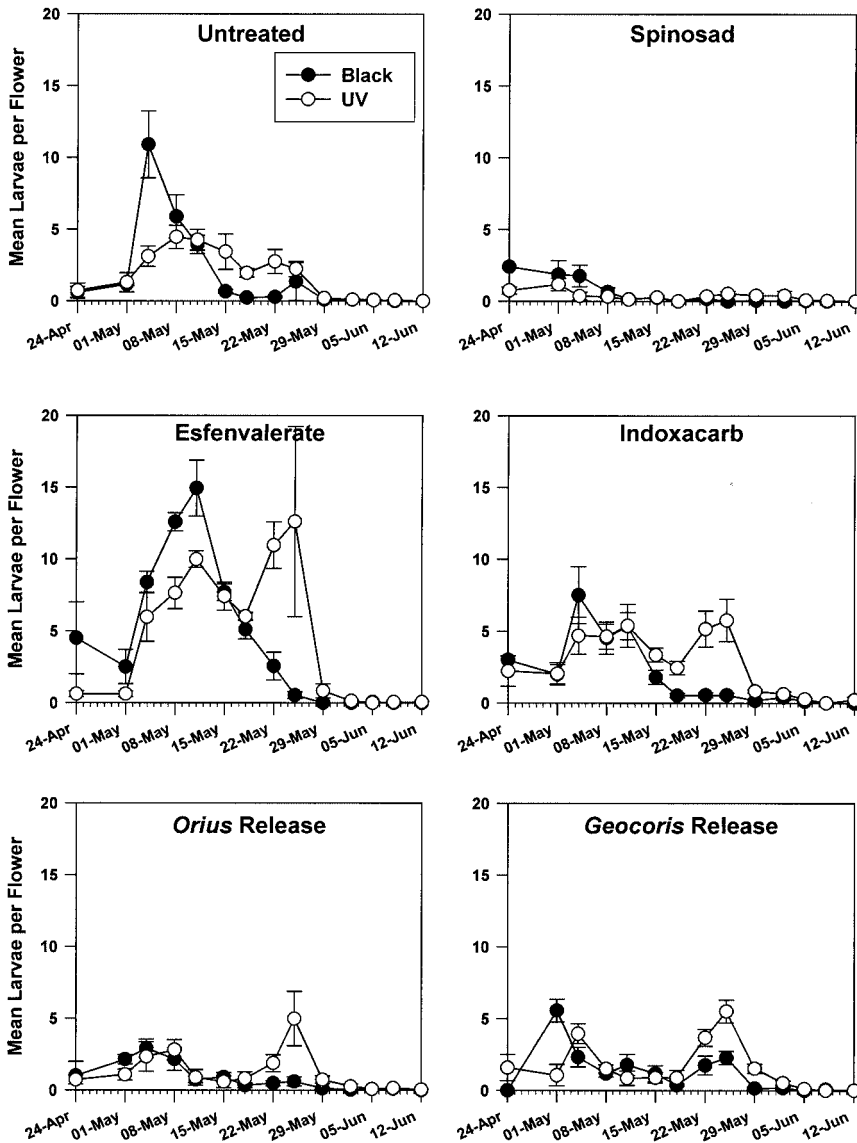 Untreated
Black
UV
Mean Larvae per Flower
20
15
10
5
0
24-Apr
01-May
08-May
15-May
22-May
29-May
05-Jun
12-Jun
Spinosad
20
15
10
5
0
24-Apr
01-May
08-May
15-May
22-May
29-May
05-Jun
12-Jun
Esfenvalerate
Mean Larvae per Flower
20
15
10
5
0
24-Apr
01-May
08-May
15-May
22-May
29-May
05-Jun
12-Jun
Indoxacarb
20
15
10
5
0
24-Apr
01-May
08-May
15-May
22-May
29-May
05-Jun
12-Jun
Orius Release
Mean Larvae per Flower
20
15
10
5
0
24-Apr
01-May
08-May
15-May
22-May
29-May
05-Jun
12-Jun
Geocoris Release
20
15
10
5
0
24-Apr
01-May
08-May
15-May
22-May
29-May
05-Jun
12-Jun